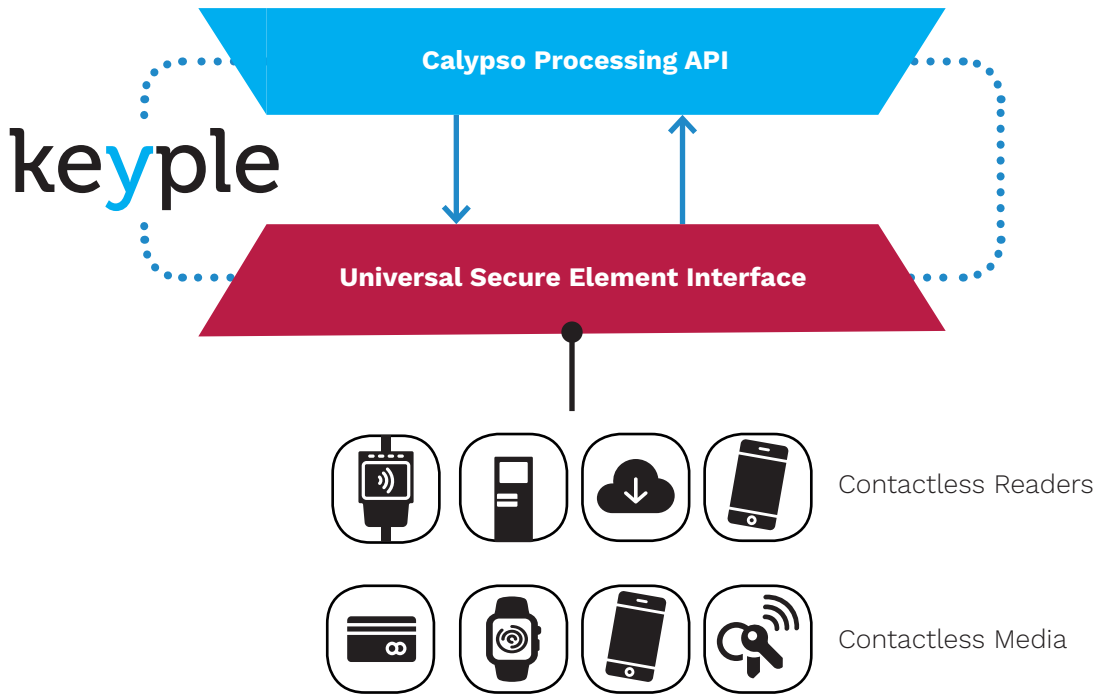 Calypso Processing API
keyple
Universal Secure Element Interface
Contactless Readers
Contactless Media